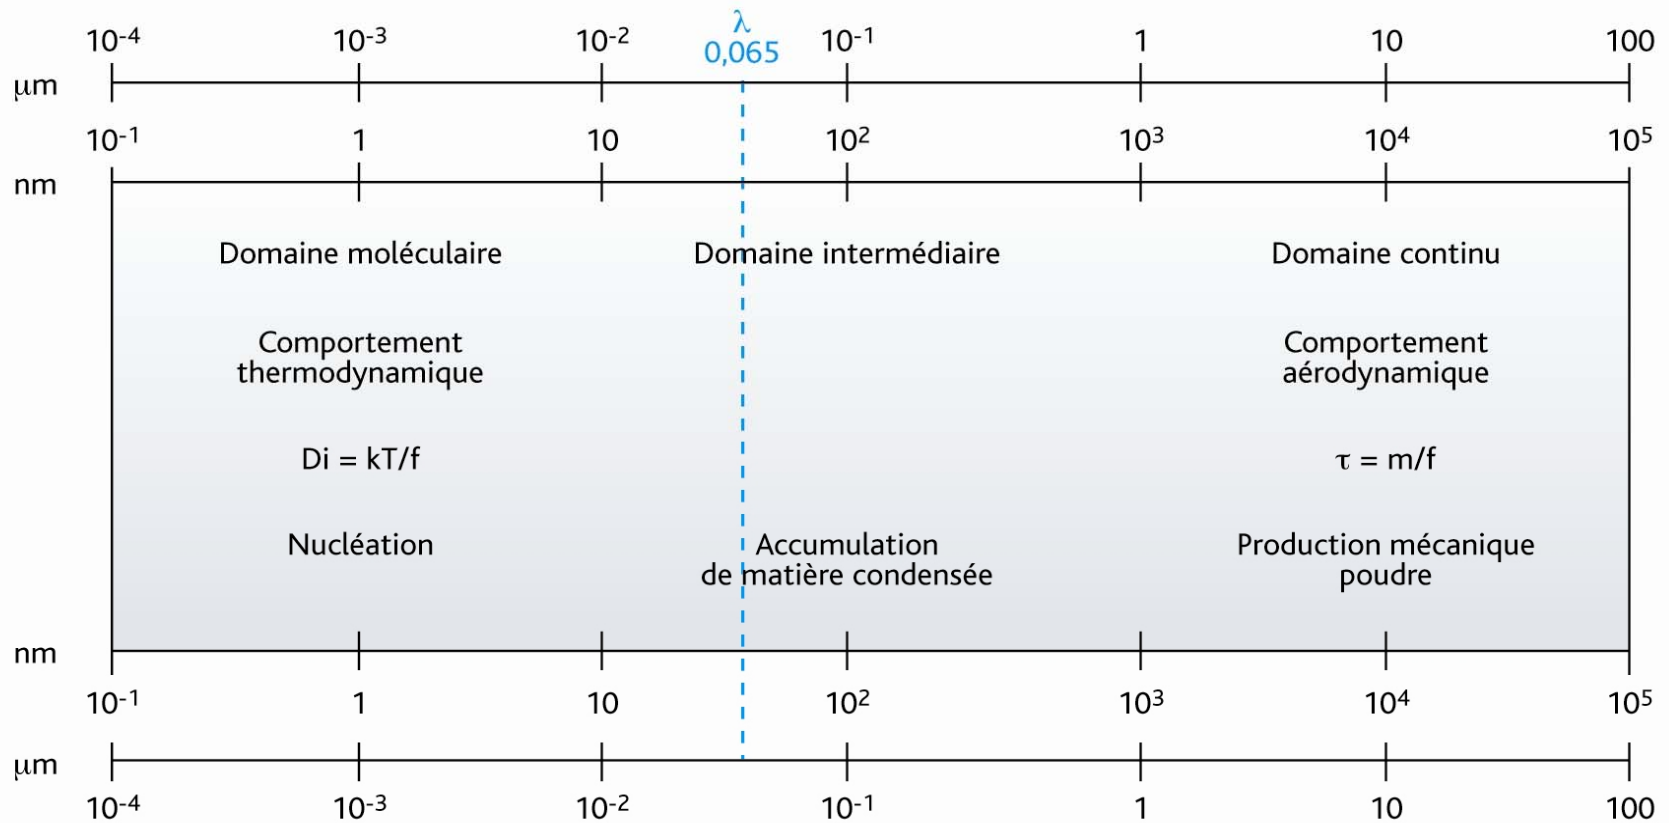 λ
10-4 10-3 10-2 0,065 10-1 1 10 100
μm
10-1 1 10 10² 10³ 10⁴ 10⁵
nm
Domaine moléculaire Domaine intermédiaire Domaine continu
Comportement Comportement
thermodynamique aérodynamique
Di = kT/f τ = m/f
Nucléation Accumulation Production mécanique
de matière condensée poudre
nm
10-1 1 10 10² 10³ 10⁴ 10⁵
μm
10-4 10-3 10-2 10-1 1 10 100